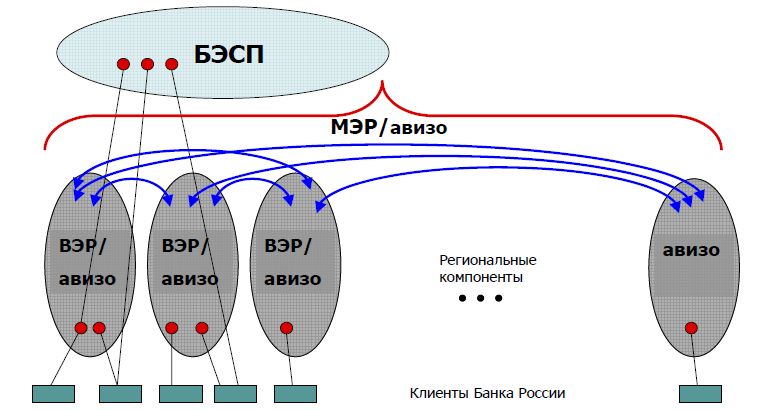 БЭСП
МЭР/авизо
ВЭР/
авизо
ВЭР/
авизо
ВЭР/
авизо
авизо
Региональные
компоненты
Клиенты Банка России